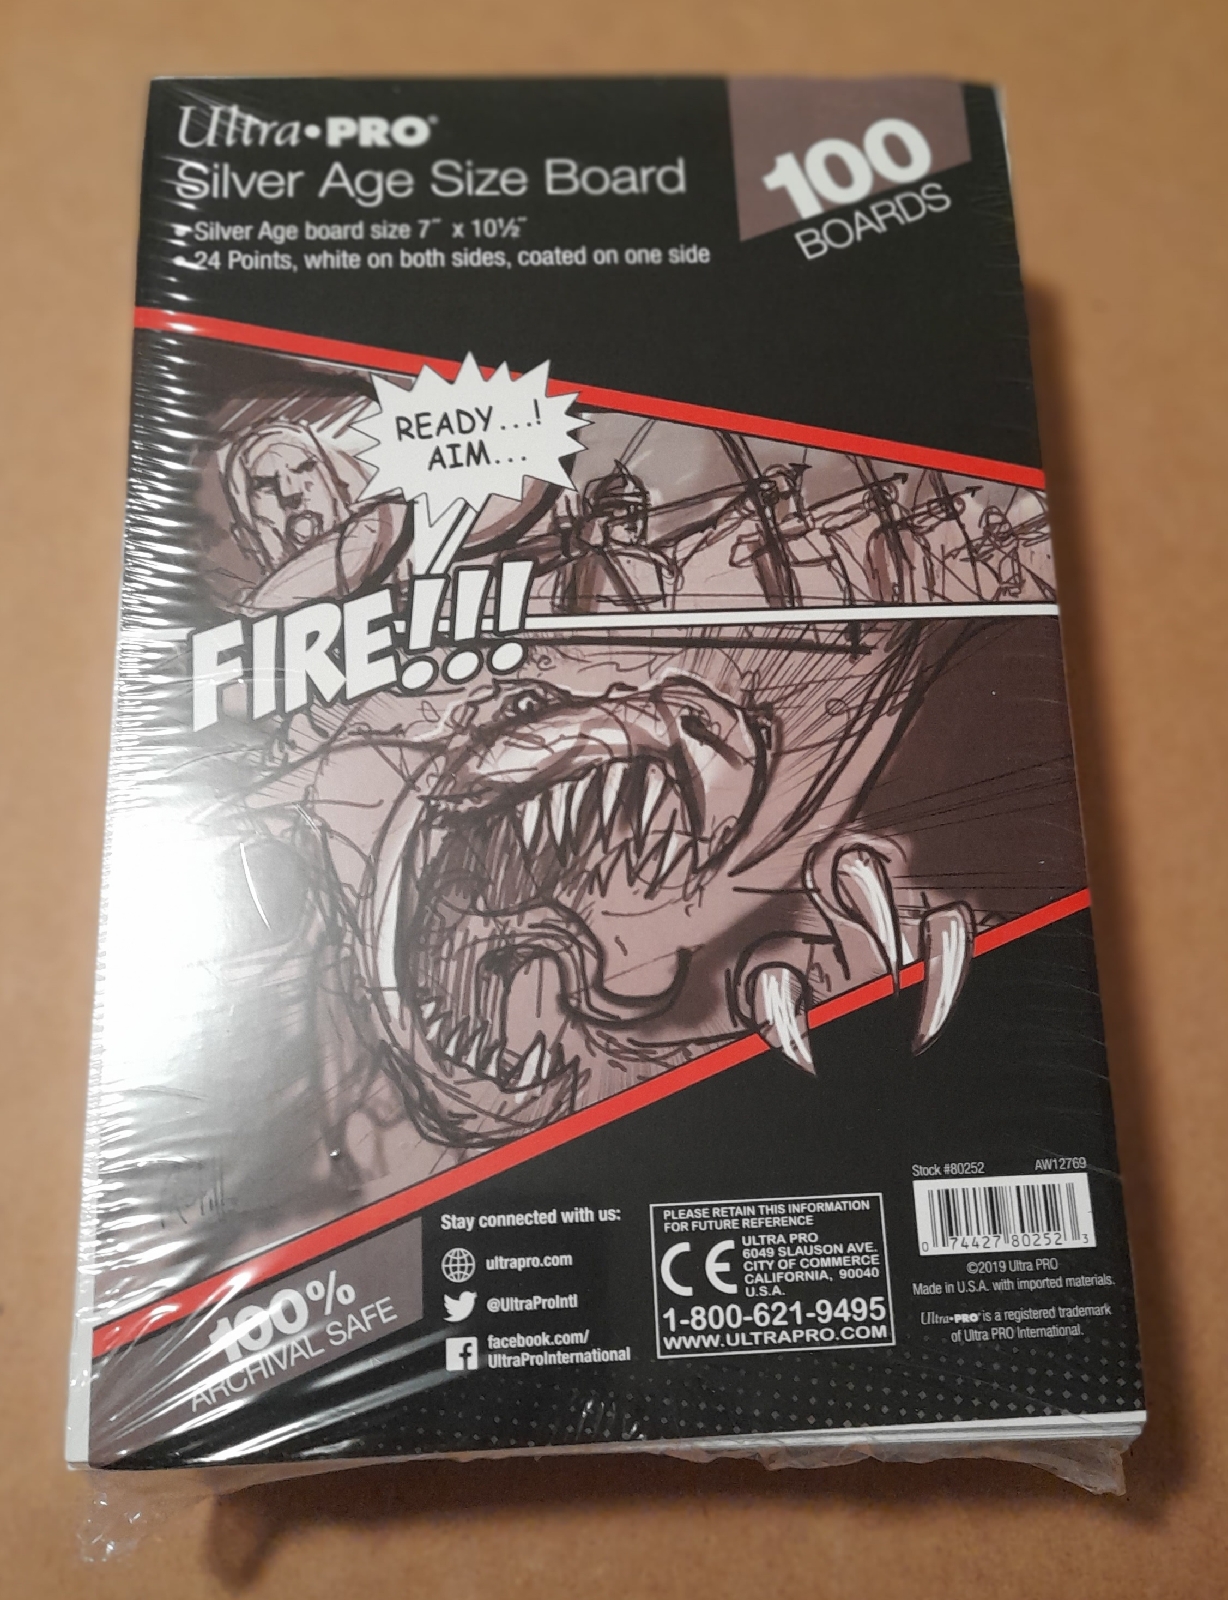 Ultra•PRO®
Silver Age Size Board
• Silver Age board size 7˝ x 10½˝
• 24 Points, white on both sides, coated on one side
100
BOARDS
READY...!
AIM...
FIRE!!!
100%
ARCHIVAL SAFE
Stay connected with us:
ultrapro.com
@UltraProIntl
facebook.com/
UltraProInternational
PLEASE RETAIN THIS INFORMATION
FOR FUTURE REFERENCE
CE
ULTRA PRO
6049 SLAUSON AVE.
CITY OF COMMERCE
CALIFORNIA, 90040
U.S.A.
1-800-621-9495
WWW.ULTRAPRO.COM
Stock #80252 AW12769
0 74427 80252 3
©2019 Ultra PRO
Made in U.S.A. with imported materials.
Ultra•PRO® is a registered trademark
of Ultra PRO International.